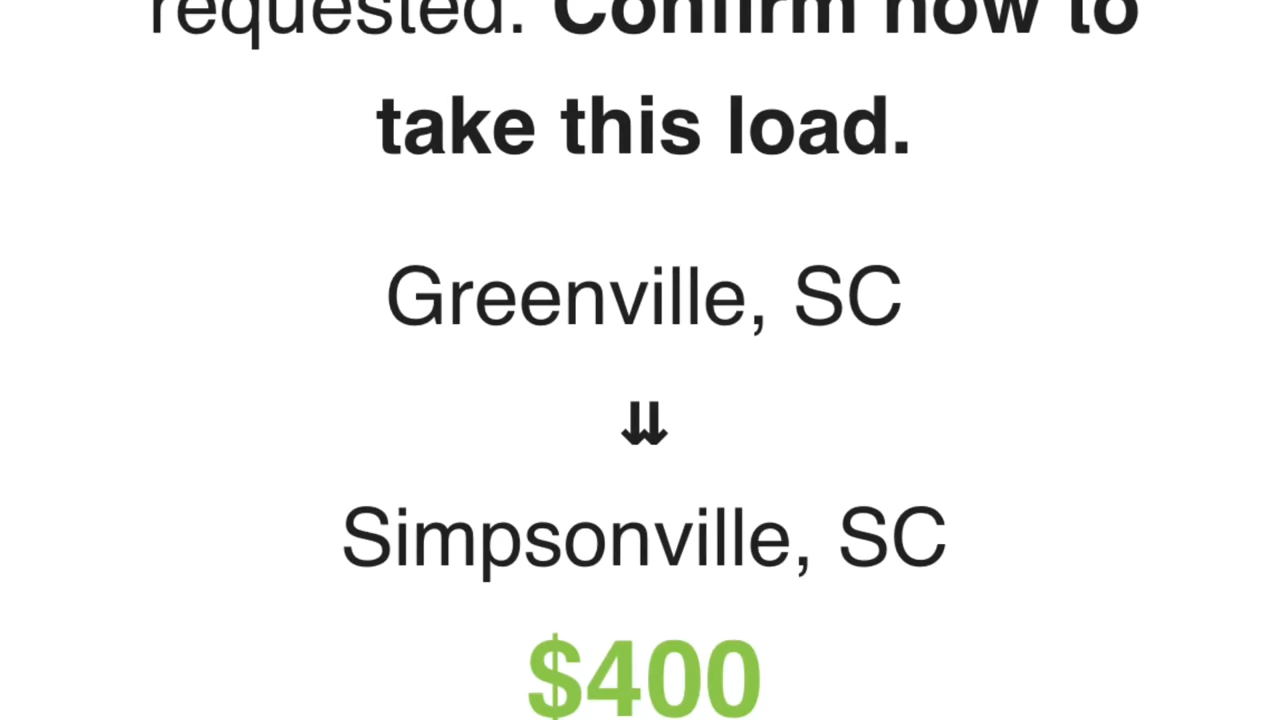 requested. Confirm now to
take this load.
Greenville, SC
⇊
Simpsonville, SC
$400